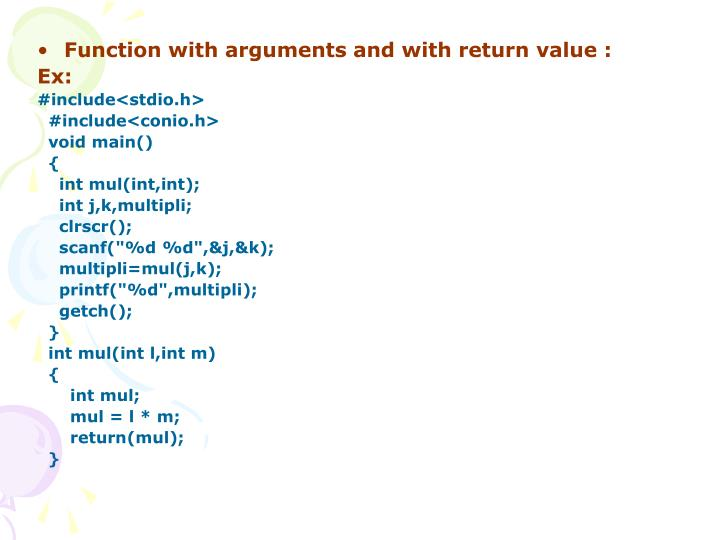 • Function with arguments and with return value :
Ex:
#include<stdio.h>
#include<conio.h>
void main()
{
int mul(int,int);
int j,k,multipli;
clrscr();
scanf("%d %d",&j,&k);
multipli=mul(j,k);
printf("%d",multipli);
getch();
}
int mul(int l,int m)
{
int mul;
mul = l * m;
return(mul);
}